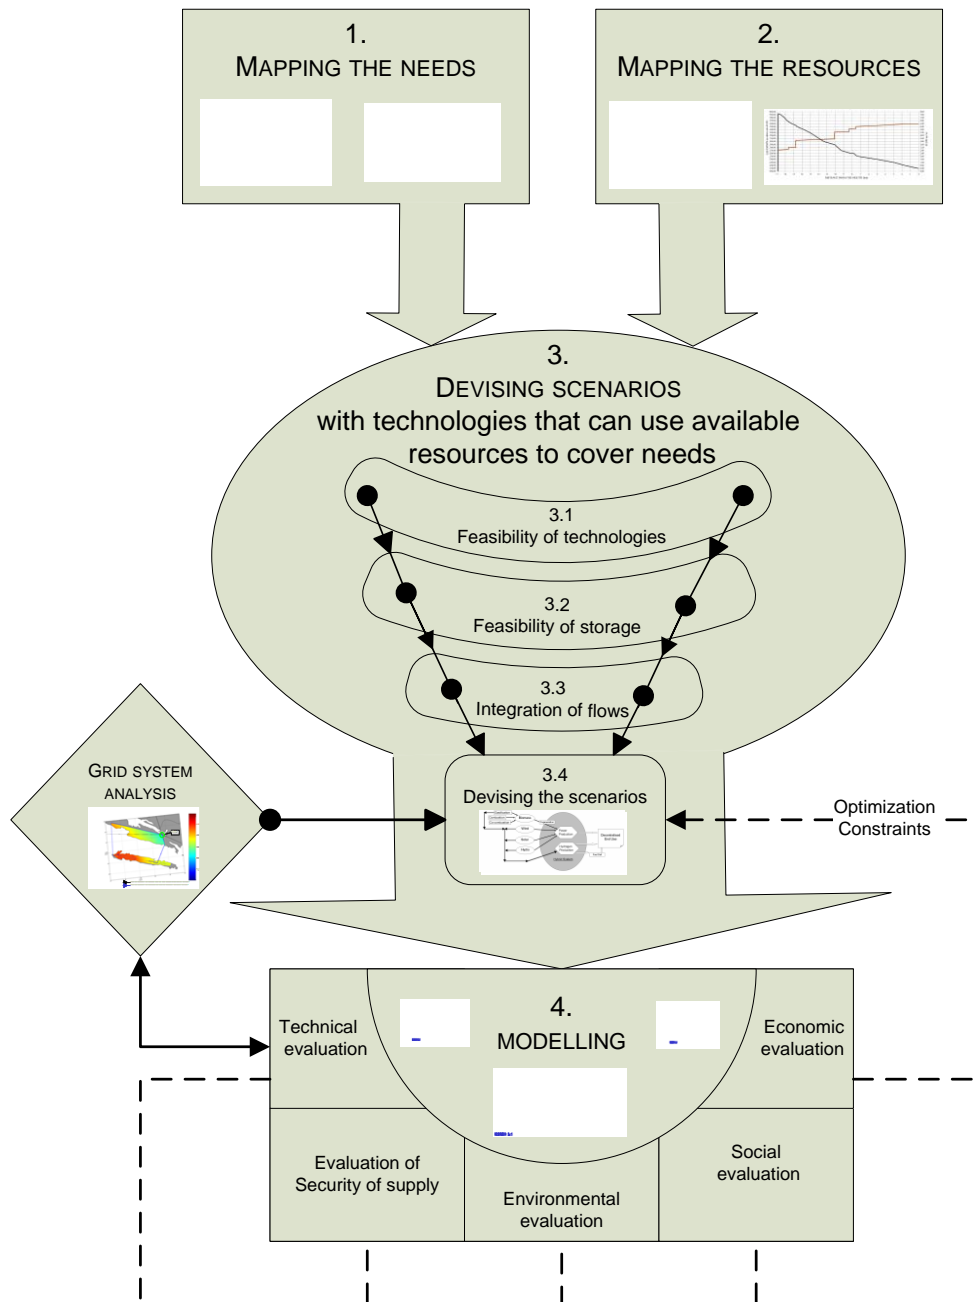 1.
MAPPING THE NEEDS
2.
MAPPING THE RESOURCES
3.
DEVISING SCENARIOS
with technologies that can use available
resources to cover needs
3.1
Feasibility of technologies
3.2
Feasibility of storage
3.3
Integration of flows
3.4
Devising the scenarios
GRID SYSTEM
ANALYSIS
Optimization
Constraints
4.
MODELLING
Technical
evaluation
Economic
evaluation
Evaluation of
Security of supply
Environmental
evaluation
Social
evaluation